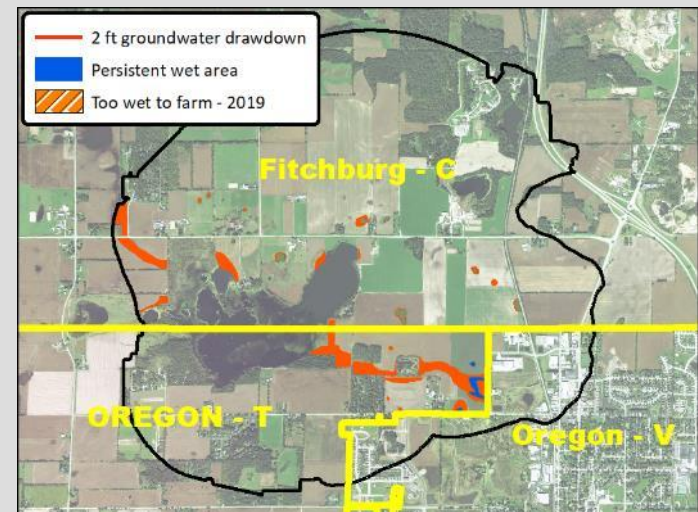 2 ft groundwater drawdown
Persistent wet area
Too wet to farm - 2019
Fitchburg - C
OREGON - T
Oregon - V